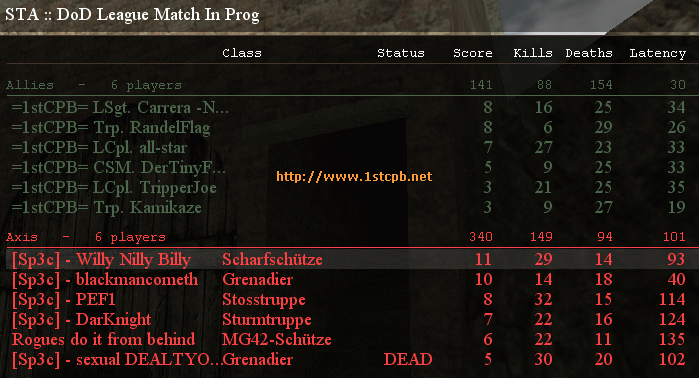 STA :: DoD League Match In Prog
Class Status Score Kills Deaths Latency
Allies - 6 players 141 88 154 30
=1stCPB= LSgt. Carrera -N... 8 16 25 34
=1stCPB= Trp. RandelFlag 8 6 29 26
=1stCPB= LCpl. all-star 7 27 23 33
=1stCPB= CSM. DerTinyF... 5 9 25 33
=1stCPB= LCpl. TripperJoe 3 21 25 35
=1stCPB= Trp. Kamikaze 3 9 27 19
http://www.1stcpb.net
Axis - 6 players 340 149 94 101
[Sp3c] - Willy Nilly Billy Scharfschütze 11 29 14 93
[Sp3c] - blackmancometh Grenadier 10 14 18 40
[Sp3c] - PEF1 Stosstruppe 8 32 15 114
[Sp3c] - DarKnight Sturmtruppe 7 22 16 124
Rogues do it from behind MG42-Schütze 6 22 11 135
[Sp3c] - sexual DEALTYO... Grenadier DEAD 5 30 20 102